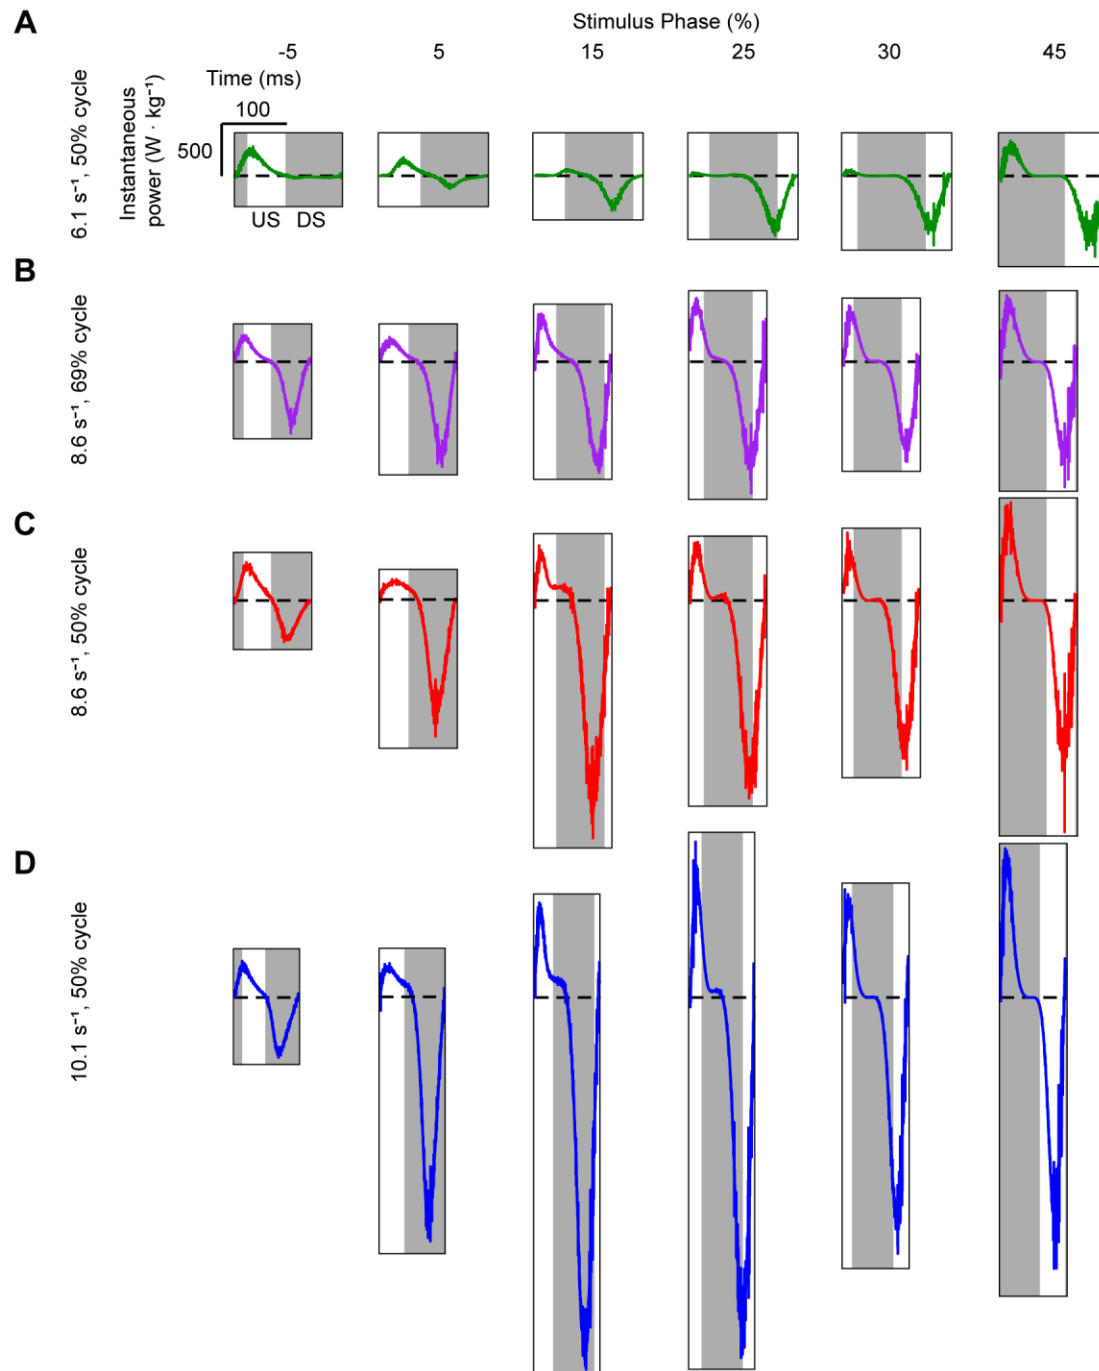 A
Stimulus Phase (%)
-5 5 15 25 30 45
Time (ms)
100
500
Instantaneous
power (W · kg⁻¹)
6.1 s⁻¹, 50% cycle
US DS
B
8.6 s⁻¹, 69% cycle
C
8.6 s⁻¹, 50% cycle
D
10.1 s⁻¹, 50% cycle